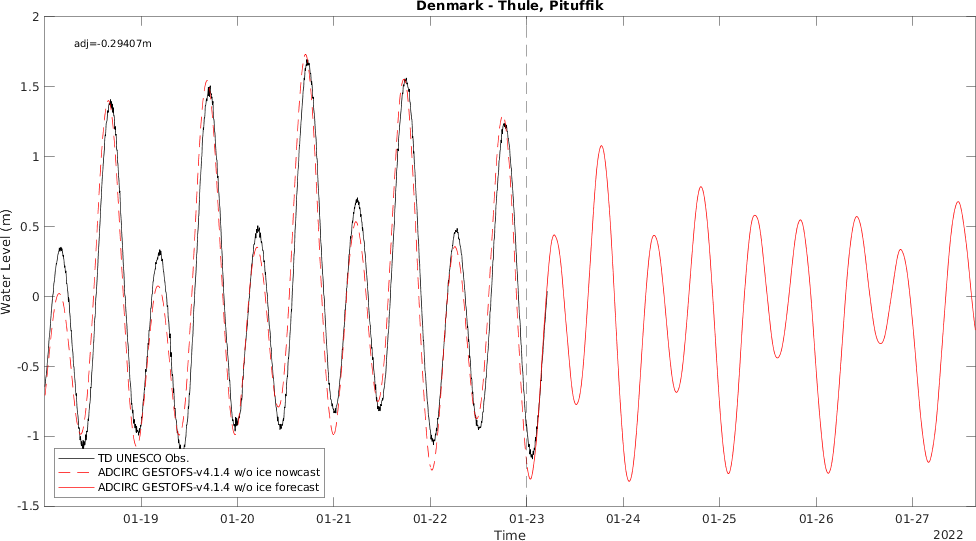 Denmark - Thule, Pituffik
adj=-0.29407m
2
1.5
1
0.5
0
-0.5
-1
-1.5
Water Level (m)
TD UNESCO Obs.
ADCIRC GESTOFS-v4.1.4 w/o ice nowcast
ADCIRC GESTOFS-v4.1.4 w/o ice forecast
01-19 01-20 01-21 01-22 01-23 01-24 01-25 01-26 01-27
Time
2022